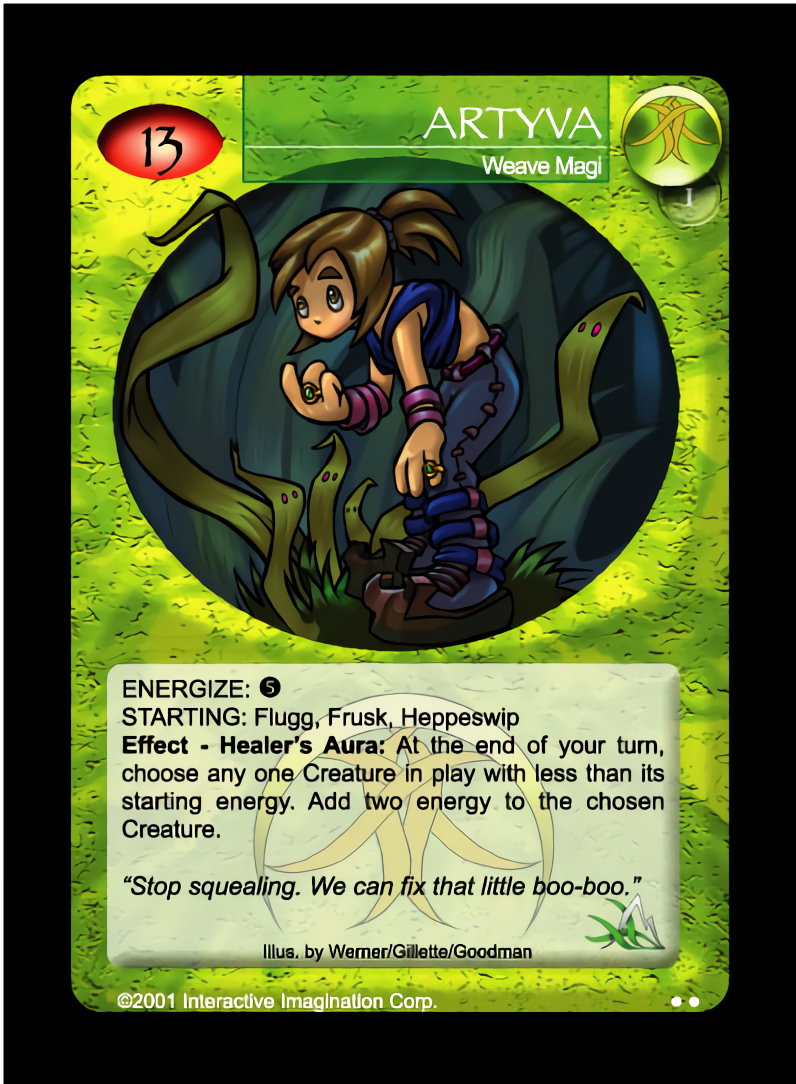 13
ARTYVA
Weave Magi
I
ENERGIZE: ❺
STARTING: Flugg, Frusk, Heppeswip
Effect - Healer's Aura: At the end of your turn,
choose any one Creature in play with less than its
starting energy. Add two energy to the chosen
Creature.
“Stop squealing. We can fix that little boo-boo.”
Illus. by Werner/Gillette/Goodman
©2001 Interactive Imagination Corp.